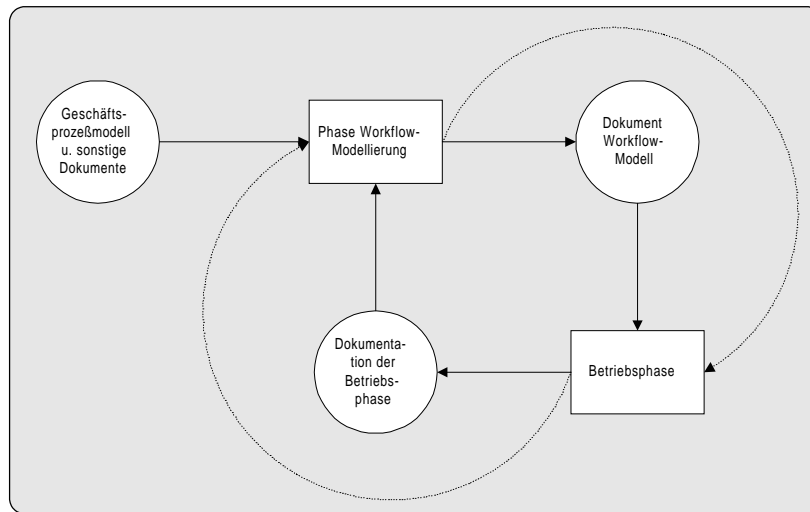 Geschäfts-
prozeßmodell
u. sonstige
Dokumente
Phase Workflow-
Modellierung
Dokument
Workflow-
Modell
Dokumenta-
tion der
Betriebs-
phase
Betriebsphase